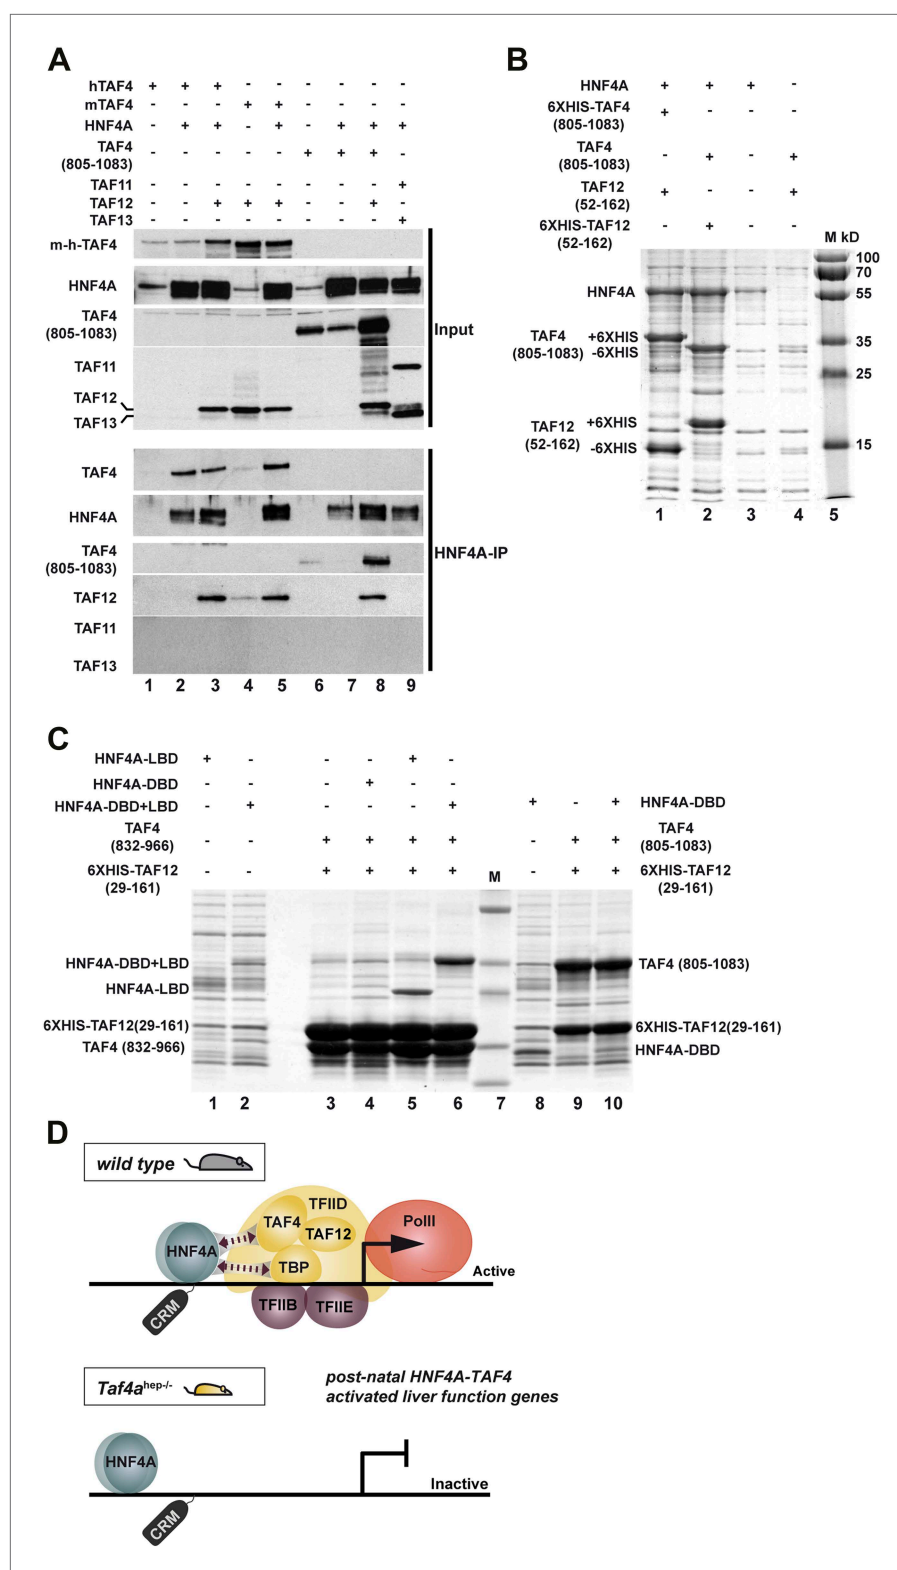 A
hTAF4 + + + - - - - - -
mTAF4 - - - + + - - - -
HNF4A - + + - + - + + +
TAF4
(805-1083) - - - - - + + + -
TAF11 - - - - - - - - +
TAF12 - - + + + - - + -
TAF13 - - - - - - - - +
m-h-TAF4
HNF4A
TAF4
(805-1083)
Input
TAF11
TAF12
TAF13
TAF4
HNF4A
TAF4
(805-1083)
HNF4A-IP
TAF12
TAF11
TAF13
1 2 3 4 5 6 7 8 9
B
HNF4A + + + -
6XHIS-TAF4
(805-1083) + - - -
TAF4
(805-1083) - + - +
TAF12
(52-162) + - - +
6XHIS-TAF12
(52-162) - + - -
M kD
100
70
HNF4A 55
TAF4
(805-1083)
+6XHIS 35
-6XHIS
25
TAF12
(52-162)
+6XHIS
-6XHIS 15
1 2 3 4 5
C
HNF4A-LBD + - - - + -
HNF4A-DBD - - - + - -
HNF4A-DBD+LBD - + - - - +
TAF4
(832-966) - - + + + +
6XHIS-TAF12
(29-161) - - + + + +
M
+ - + HNF4A-DBD
- + + TAF4
(805-1083)
- + + 6XHIS-TAF12
(29-161)
HNF4A-DBD+LBD
HNF4A-LBD
6XHIS-TAF12(29-161)
TAF4 (832-966)
TAF4 (805-1083)
6XHIS-TAF12(29-161)
HNF4A-DBD
1 2 3 4 5 6 7 8 9 10
D
wild type
TFIID
TAF4
TAF12
PolII
HNF4A
TBP
Active
TFIIB
TFIIE
CRM
Taf4a hep-/-
post-natal HNF4A-TAF4
activated liver function genes
HNF4A
Inactive
CRM